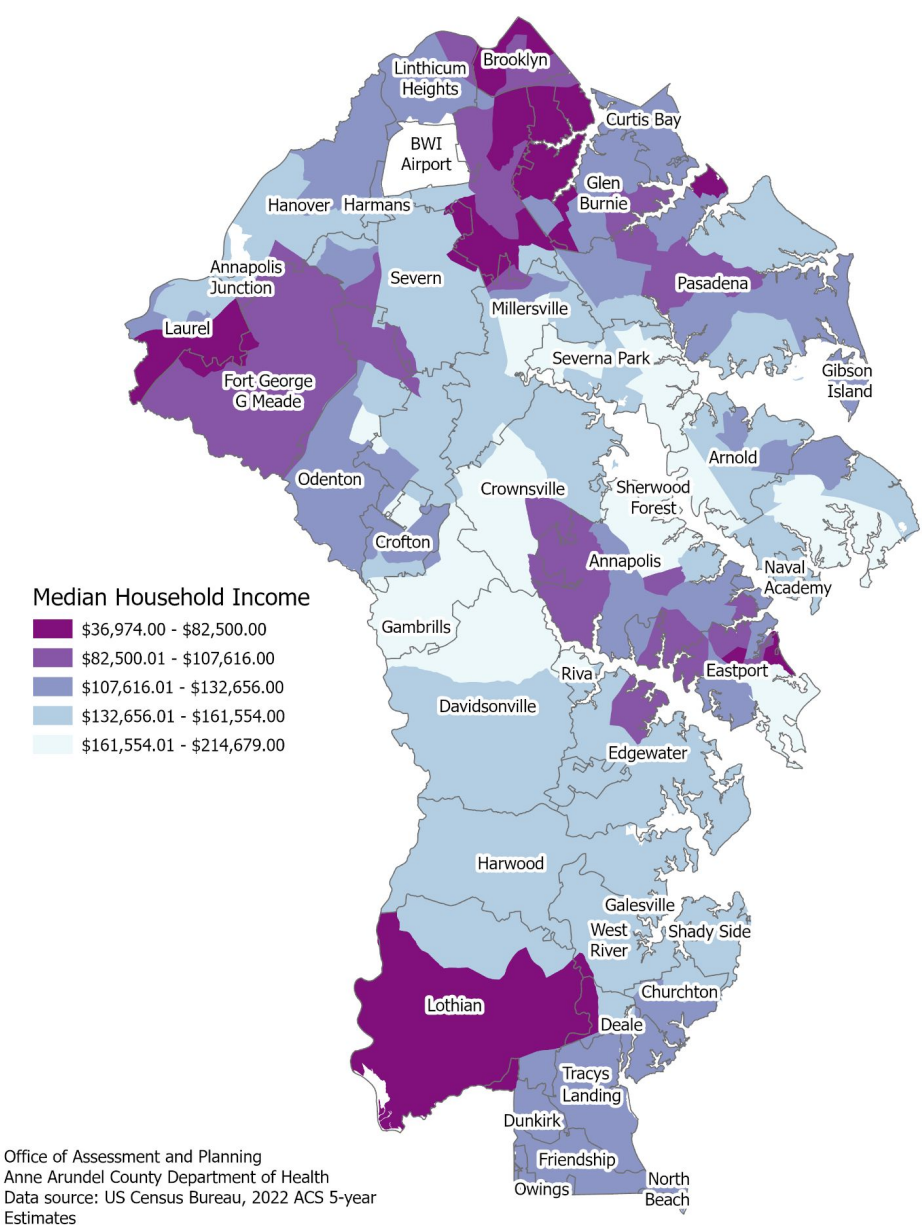 Brooklyn
Linthicum
Heights
Curtis Bay
BWI
Airport
Glen
Burnie
Hanover
Harmans
Annapolis
Junction
Severn
Pasadena
Millersville
Laurel
Severna Park
Gibson
Island
Fort George
G Meade
Arnold
Odenton
Crownsville
Sherwood
Forest
Crofton
Annapolis
Naval
Academy
Median Household Income
$36,974.00 - $82,500.00
$82,500.01 - $107,616.00
$107,616.01 - $132,656.00
$132,656.01 - $161,554.00
$161,554.01 - $214,679.00
Gambrills
Riva
Eastport
Davidsonville
Edgewater
Harwood
Galesville
West
River
Shady Side
Churchton
Lothian
Deale
Tracys
Landing
Dunkirk
Friendship
Owings
North
Beach
Office of Assessment and Planning
Anne Arundel County Department of Health
Data source: US Census Bureau, 2022 ACS 5-year
Estimates